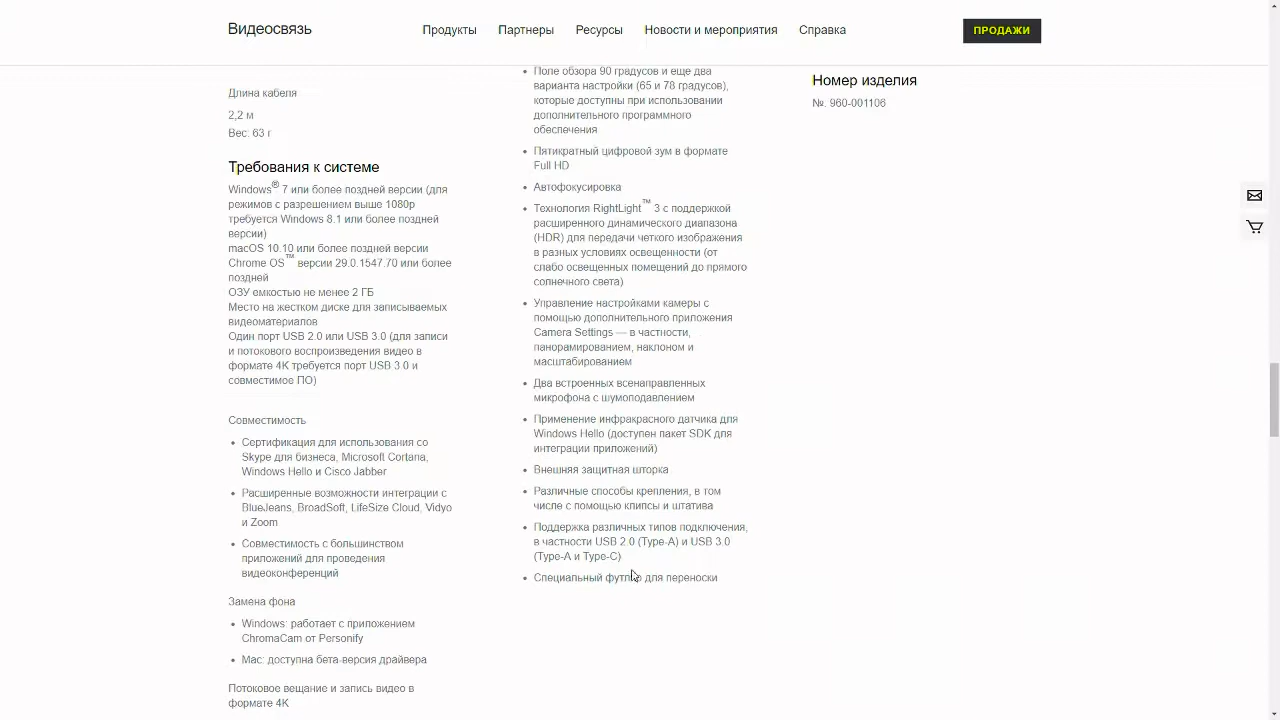 Видеосвязь
Продукты
Партнеры
Ресурсы
Новости и мероприятия
Справка
ПРОДАЖИ
Длина кабеля
2,2 м
Вес: 63 г
Требования к системе
Windows® 7 или более поздней версии (для
режимов с разрешением выше 1080p
требуется Windows 8.1 или более поздней
версии)
macOS 10.10 или более поздней версии
Chrome OS™ версии 29.0.1547.70 или более
поздней
ОЗУ емкостью не менее 2 ГБ
Место на жестком диске для записываемых
видеоматериалов
Один порт USB 2.0 или USB 3.0 (для записи
и потокового воспроизведения видео в
формате 4K требуется порт USB 3.0 и
совместимое ПО)
Совместимость
• Сертификация для использования со
Skype для бизнеса, Microsoft Cortana,
Windows Hello и Cisco Jabber
• Расширенные возможности интеграции с
BlueJeans, BroadSoft, LifeSize Cloud, Vidyo
и Zoom
• Совместимость с большинством
приложений для проведения
видеоконференций
Замена фона
• Windows: работает с приложением
ChromaCam от Personify
• Mac: доступна бета-версия драйвера
Потоковое вещание и запись видео в
формате 4K
• Поле обзора 90 градусов и еще два
варианта настройки (65 и 78 градусов),
которые доступны при использовании
дополнительного программного
обеспечения
• Пятикратный цифровой зум в формате
Full HD
• Автофокусировка
• Технология RightLight™ 3 с поддержкой
расширенного динамического диапазона
(HDR) для передачи четкого изображения
в разных условиях освещенности (от
слабо освещенных помещений до прямого
солнечного света)
• Управление настройками камеры с
помощью дополнительного приложения
Camera Settings — в частности,
панорамированием, наклоном и
масштабированием
• Два встроенных всенаправленных
микрофона с шумоподавлением
• Применение инфракрасного датчика для
Windows Hello (доступен пакет SDK для
интеграции приложений)
• Внешняя защитная шторка
• Различные способы крепления, в том
числе с помощью клипсы и штатива
• Поддержка различных типов подключения,
в частности USB 2.0 (Type-A) и USB 3.0
(Type-A и Type-C)
• Специальный футляр для переноски
Номер изделия
№. 960-001106